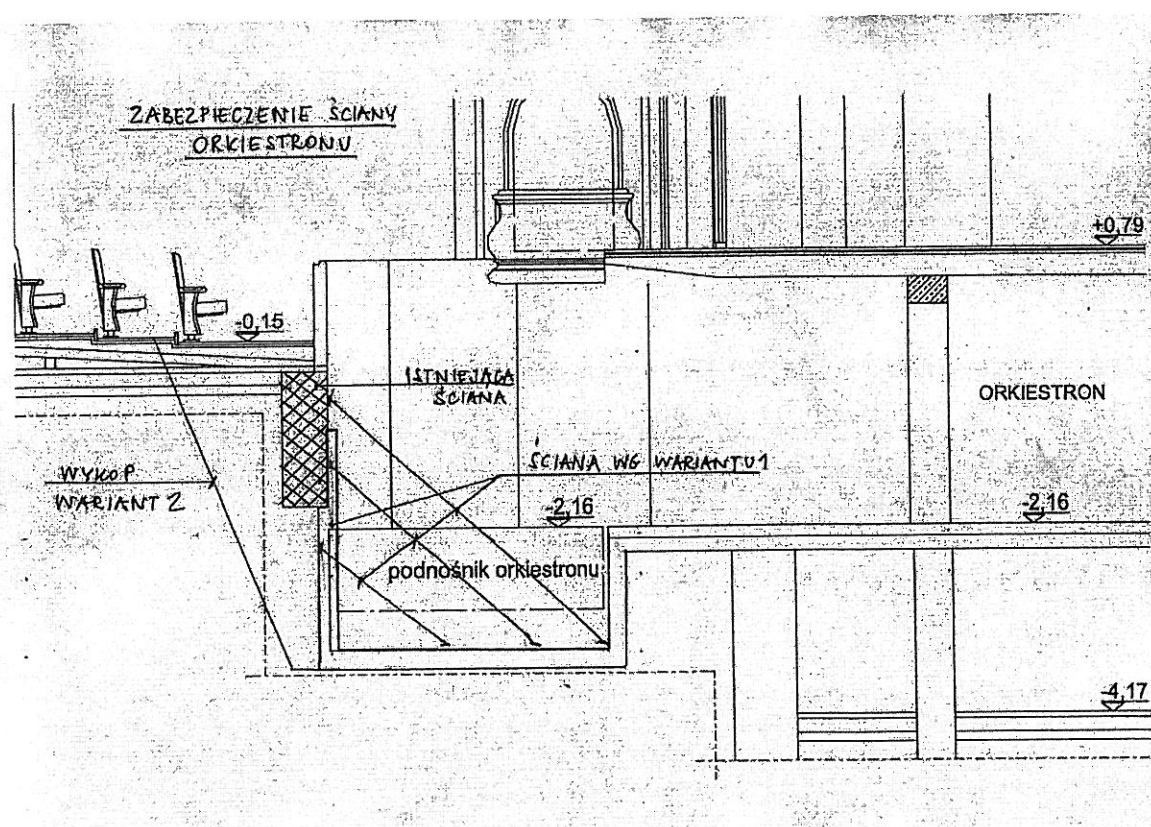 ZABEZPIECZENIE ŚCIANY
ORKIESTRONU
+0,79
-0,15
ISTNIEJĄCA
ŚCIANA
ORKIESTRON
WYKOP
WARIANT 2
ŚCIANA WG WARIANTU 1
-2,16
-2,16
podnośnik orkiestronu
-4,17